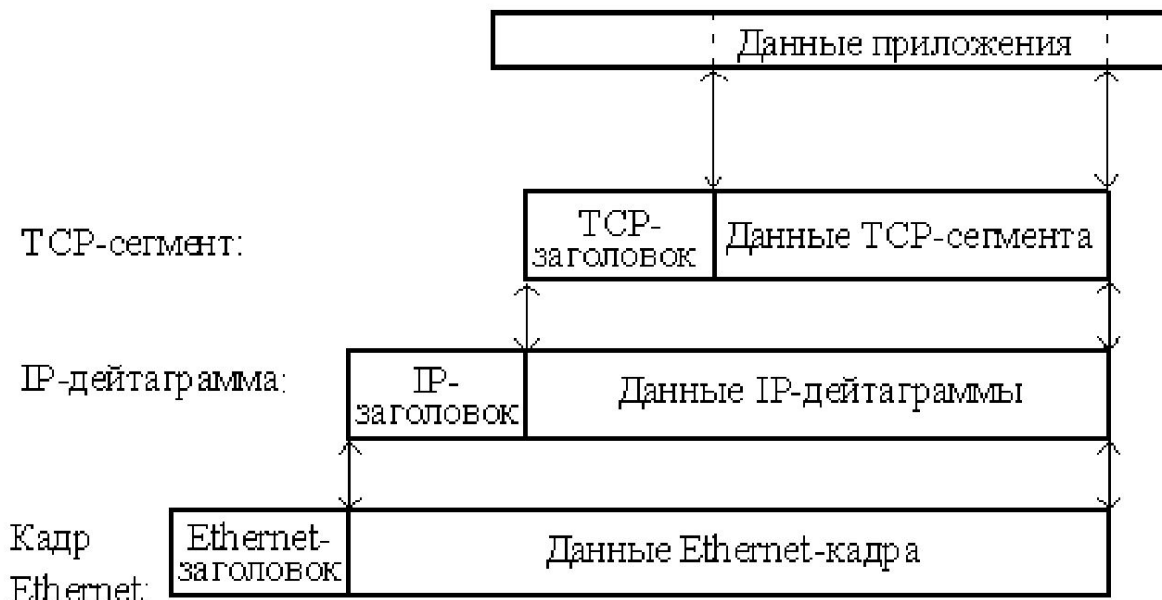 Данные приложения
TCP-сегмент:
TCP-
заголовок
Данные TCP-сегмента
IP-дейтаграмма:
IP-
заголовок
Данные IP-дейтаграммы
Кадр
Ethernet:
Ethernet-
заголовок
Данные Ethernet-кадра